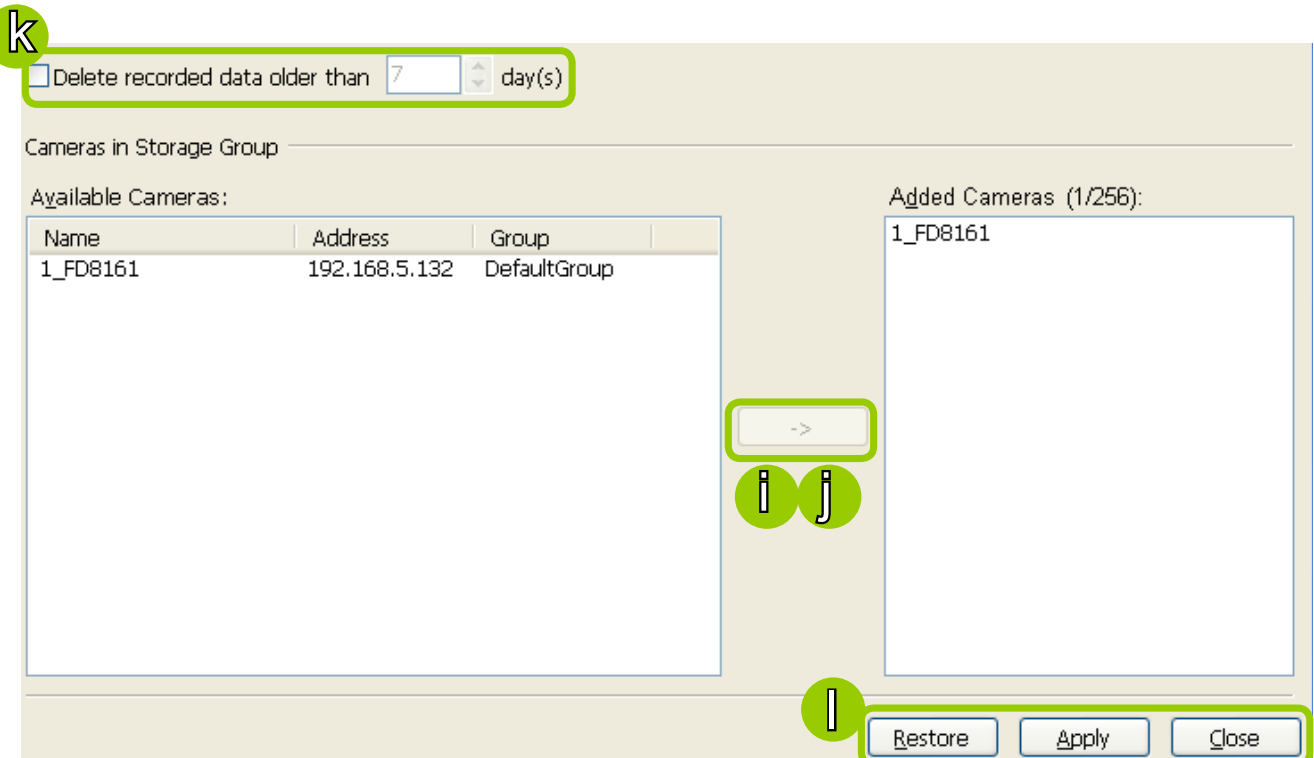 k
Delete recorded data older than 7 day(s)
Cameras in Storage Group
Available Cameras:
Added Cameras (1/256):
Name Address Group
1_FD8161
1_FD8161 192.168.5.132 DefaultGroup
->
i j
l
Restore Apply Close